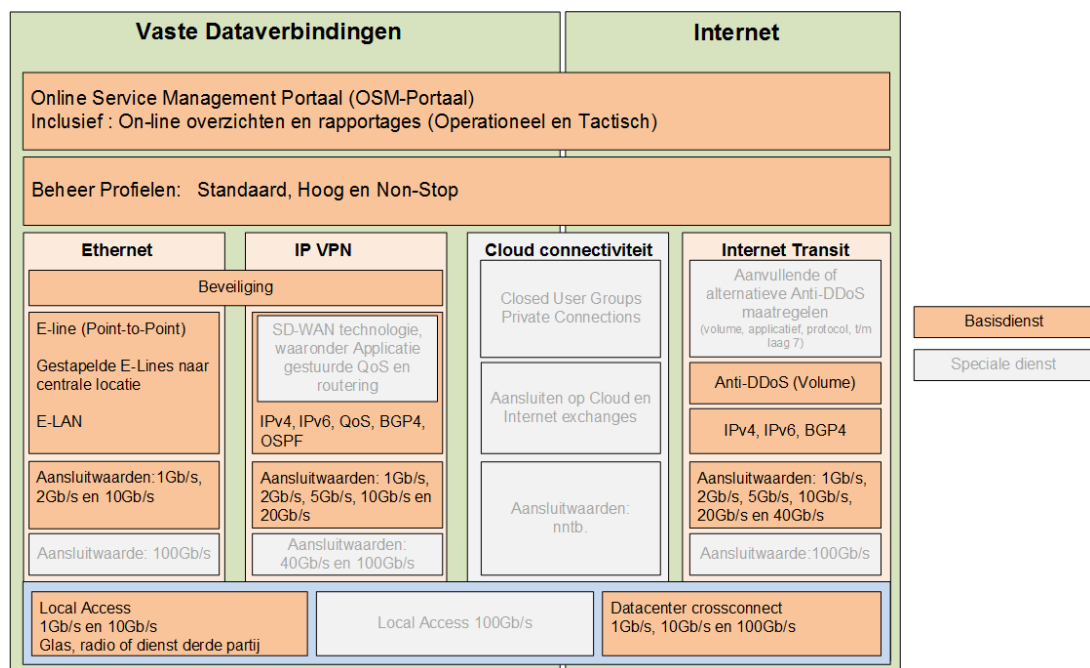 Vaste Dataverbindingen
Internet
Online Service Management Portaal (OSM-Portaal)
Inclusief : On-line overzichten en rapportages (Operationeel en Tactisch)
Beheer Profielen: Standaard, Hoog en Non-Stop
Ethernet
IP VPN
Beveiliging
E-line (Point-to-Point)
Gestapelde E-Lines naar
centrale locatie
E-LAN
SD-WAN technologie,
waaronder Applicatie
gestuurde QoS en
routering
IPv4, IPv6, QoS, BGP4,
OSPF
Aansluitwaarden:1Gb/s,
2Gb/s en 10Gb/s
Aansluitwaarden: 1Gb/s,
2Gb/s, 5Gb/s, 10Gb/s en
20Gb/s
Aansluitwaarde: 100Gb/s
Aansluitwaarden:
40Gb/s en 100Gb/s
Cloud connectiviteit
Closed User Groups
Private Connections
Aansluiten op Cloud en
Internet exchanges
Aansluitwaarden:
nntb.
Internet Transit
Aanvullende of
alternatieve Anti-DDoS
maatregelen
(volume, applicatief, protocol, t/m
laag 7)
Anti-DDoS (Volume)
IPv4, IPv6, BGP4
Aansluitwaarden: 1Gb/s,
2Gb/s, 5Gb/s, 10Gb/s,
20Gb/s en 40Gb/s
Aansluitwaarde:100Gb/s
Local Access
1Gb/s en 10Gb/s
Glas, radio of dienst derde partij
Local Access 100Gb/s
Datacenter crossconnect
1Gb/s, 10Gb/s en 100Gb/s
Basisdienst
Speciale dienst